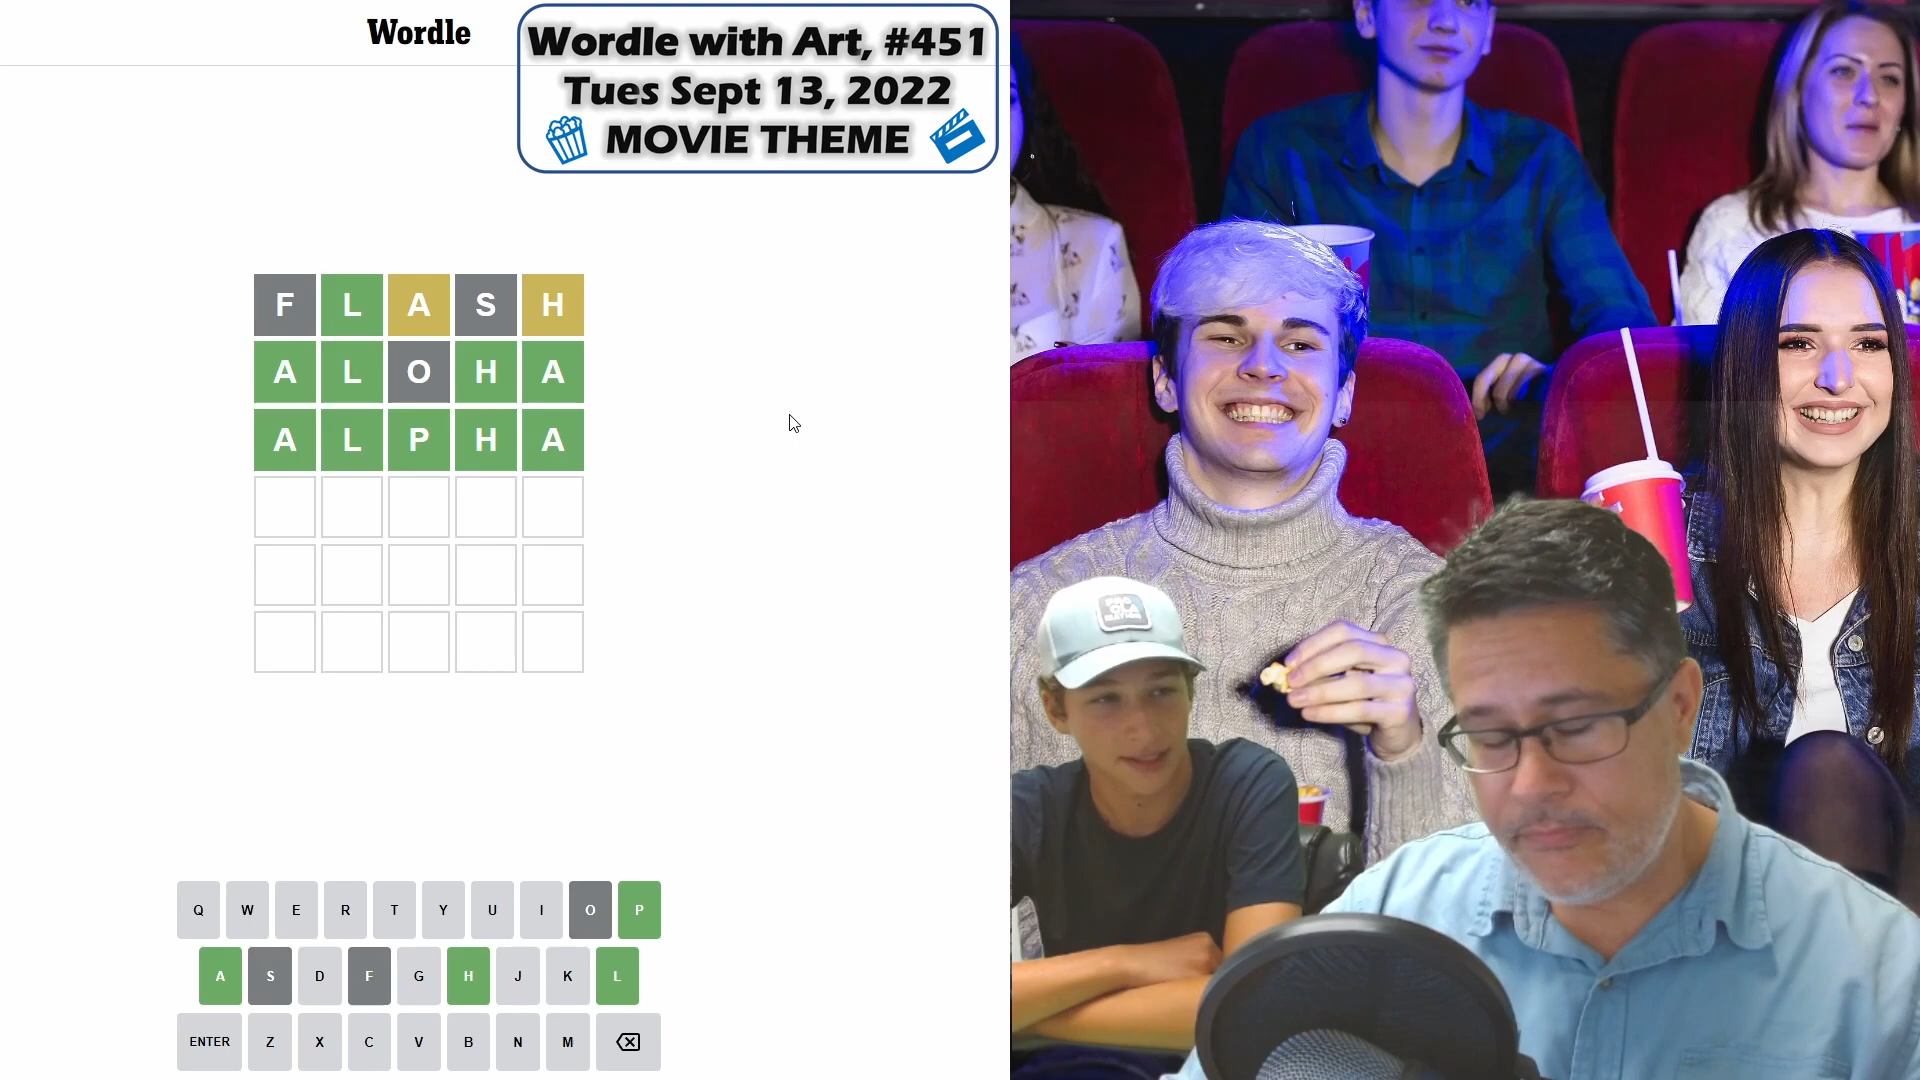 Wordle
Wordle with Art, #451
Tues Sept 13, 2022
MOVIE THEME
F L A S H
A L O H A
A L P H A
Q W E R T Y U I O P
A S D F G H J K L
ENTER Z X C V B N M